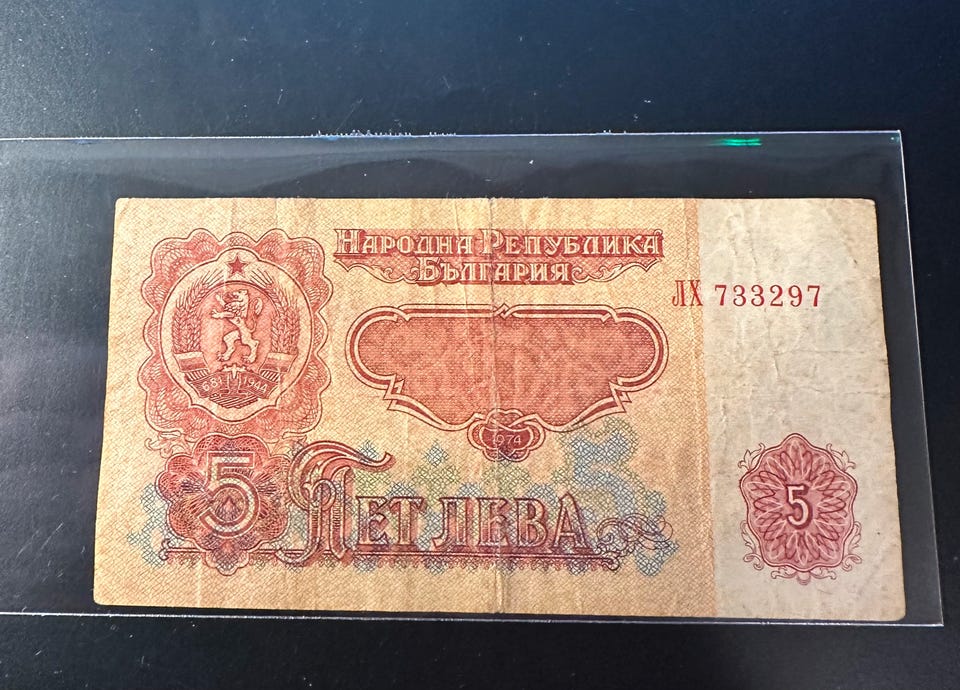 НАРОДНА РЕПУБЛИКА
БЪЛГАРИЯ
ЛХ 733297
681 1944
1974
5
ПЕТ ЛЕВА
5
5